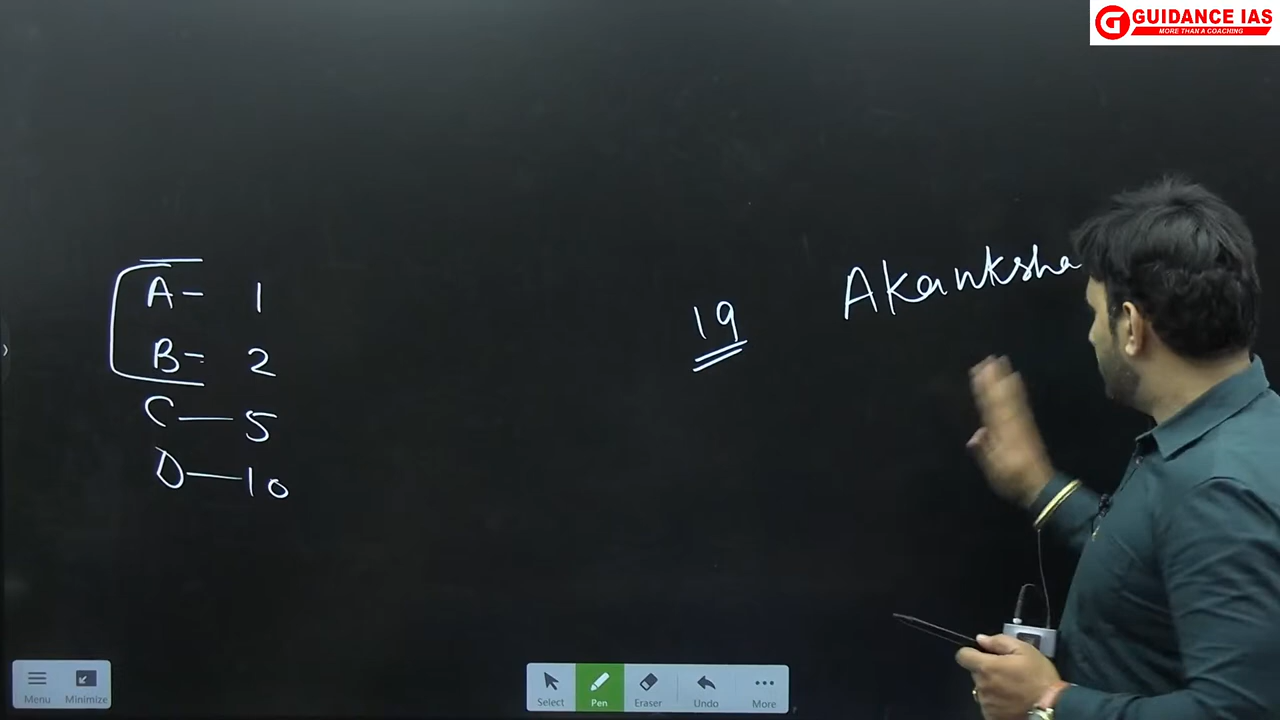 GUIDANCE IAS
MORE THAN A COACHING
A- 1
B- 2
C- 5
D-10
19
Akanksha
Menu
Minimize
Select
Pen
Eraser
Undo
More